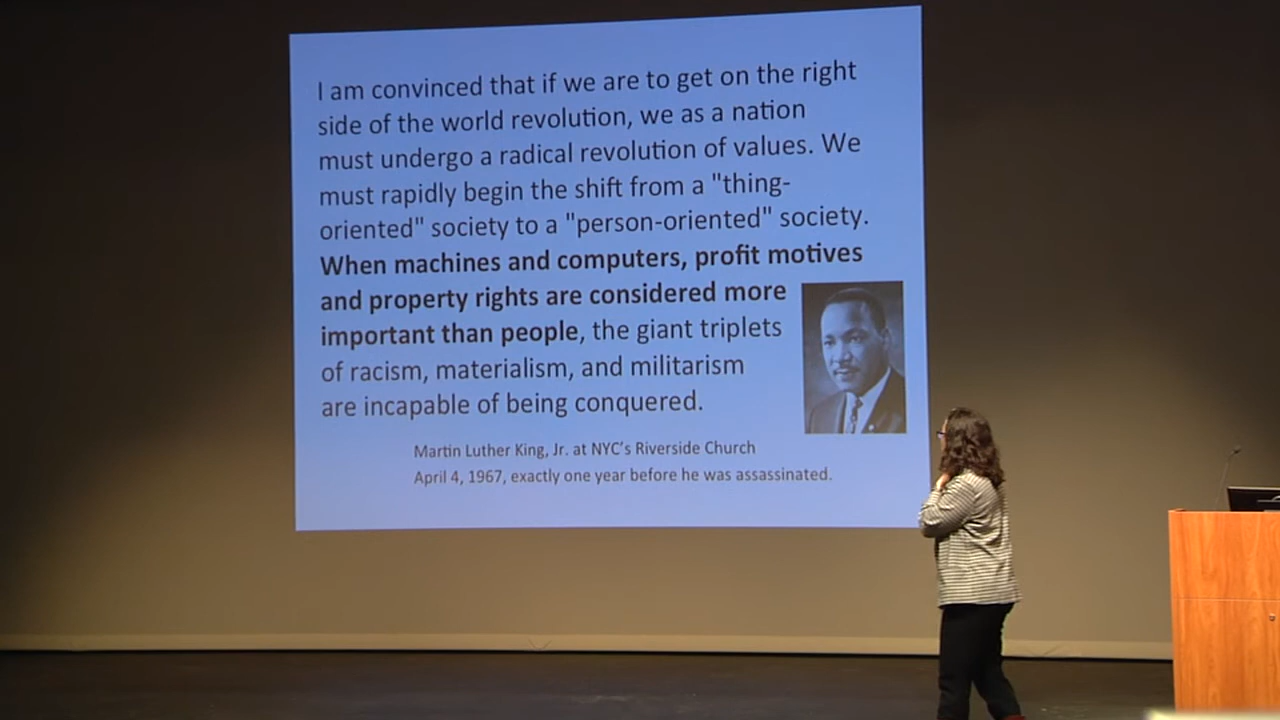 I am convinced that if we are to get on the right
side of the world revolution, we as a nation
must undergo a radical revolution of values. We
must rapidly begin the shift from a "thing-
oriented" society to a "person-oriented" society.
When machines and computers, profit motives
and property rights are considered more
important than people, the giant triplets
of racism, materialism, and militarism
are incapable of being conquered.
Martin Luther King, Jr. at NYC's Riverside Church
April 4, 1967, exactly one year before he was assassinated.